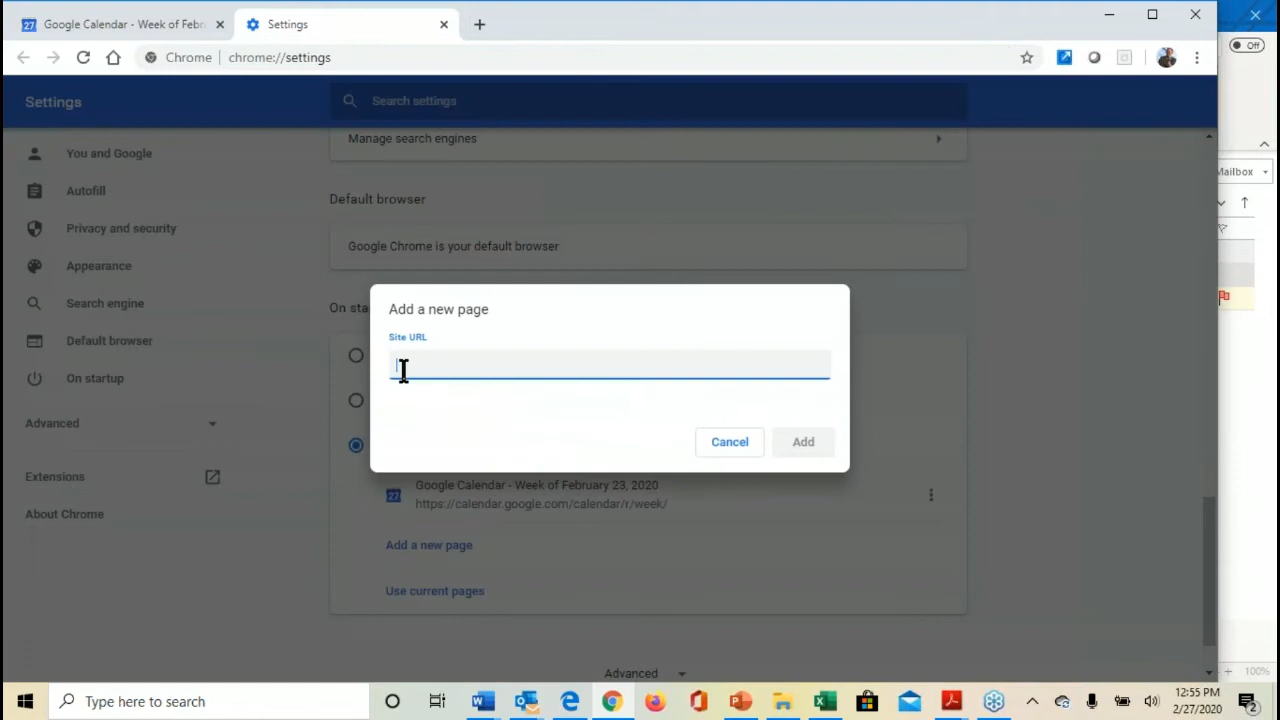 27 Google Calendar - Week of Febr
Settings
Off
Chrome
chrome://settings
Settings
Search settings
Mailbox
You and Google
Autofill
Privacy and security
Appearance
Search engine
Default browser
On startup
Advanced
Extensions
About Chrome
Manage search engines
Default browser
Google Chrome is your default browser
On sta
Add a new page
Site URL
Cancel
Add
27
Google Calendar - Week of February 23, 2020
https://calendar.google.com/calendar/r/week/
Add a new page
Use current pages
Advanced
100%
Type here to search
12:55 PM
2/27/2020
2